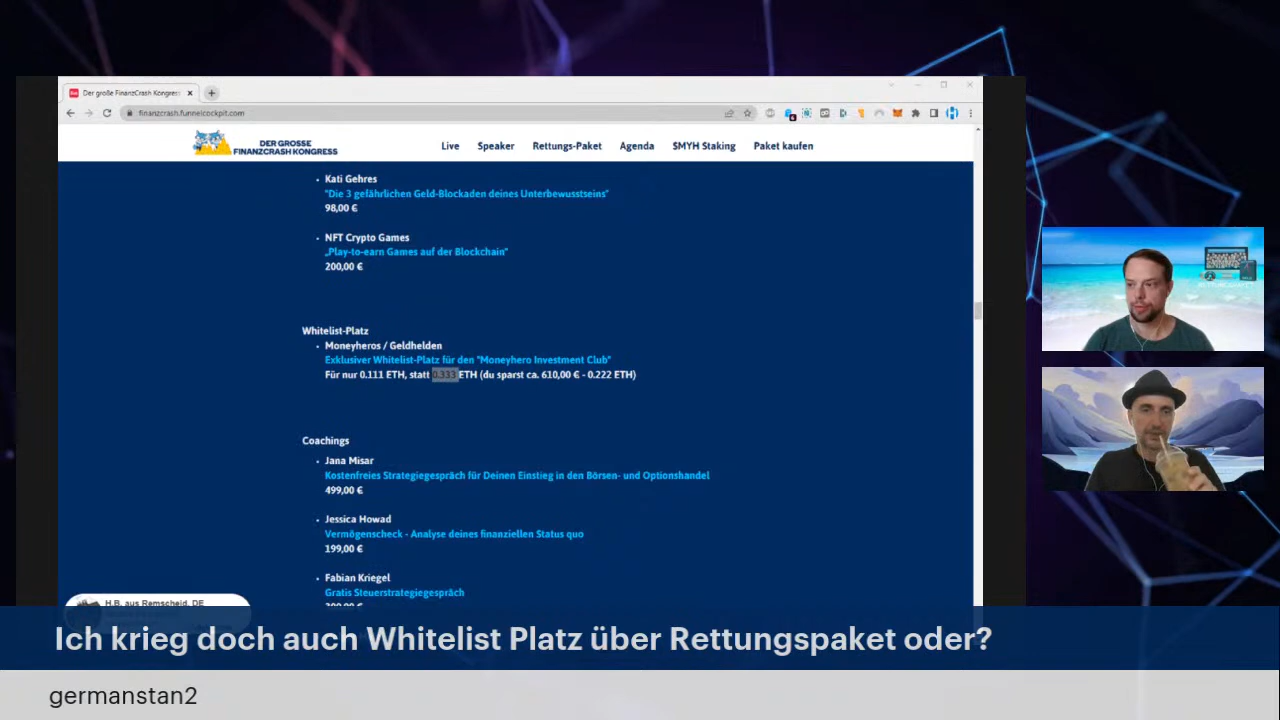 Der große FinanzCrash Kongress
finanzcrash.funnelcockpit.com
DER GROSSE
FINANZCRASH KONGRESS
Live Speaker Rettungs-Paket Agenda $MYH Staking Paket kaufen
Kati Gehres
"Die 3 gefährlichen Geld-Blockaden deines Unterbewusstseins"
98,00 €
NFT Crypto Games
„Play-to-earn Games auf der Blockchain"
200,00 €
Whitelist-Platz
Moneyheros / Geldhelden
Exklusiver Whitelist-Platz für den "Moneyhero Investment Club"
Für nur 0.111 ETH, statt 0.333 ETH (du sparst ca. 610,00 € - 0.222 ETH)
Coachings
Jana Misar
Kostenfreies Strategiegespräch für Deinen Einstieg in den Börsen- und Optionshandel
499,00 €
Jessica Howad
Vermögenscheck - Analyse deines finanziellen Status quo
199,00 €
Fabian Kriegel
Gratis Steuerstrategiegespräch
H.B. aus Remscheid, DE
RETTUNGSPAKET
Ich krieg doch auch Whitelist Platz über Rettungspaket oder?
germanstan2